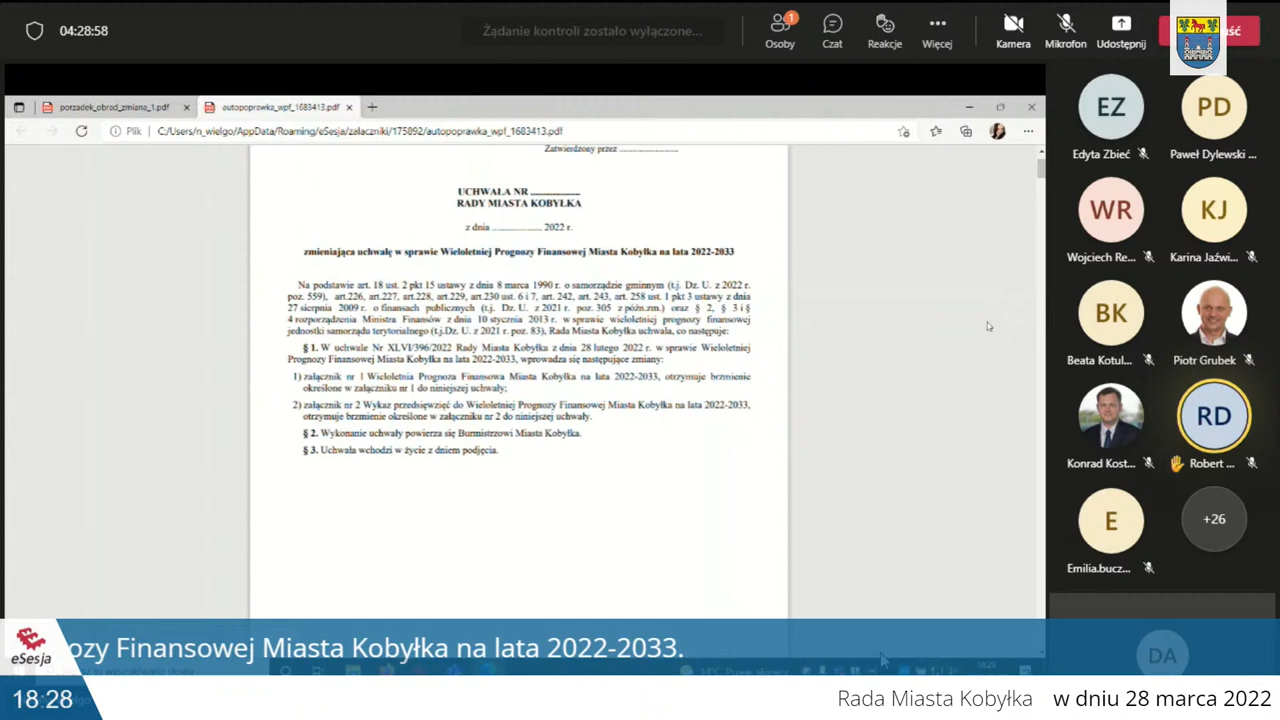 04:28:58
Żądanie kontroli zostało wyłączone...
1
Osoby
Czat
Reakcje
Więcej
Kamera
Mikrofon
Udostępnij
ść
porzadek_obrad_zmiana_1.pdf
autopoprawka_wpf_1683413.pdf
Plik
C:/Users/n_wielgo/AppData/Roaming/eSesja/zalaczniki/175892/autopoprawka_wpf_1683413.pdf
Zatwierdzony przez ....................
UCHWAŁA NR ....................
RADY MIASTA KOBYŁKA
z dnia .................... 2022 r.
zmieniająca uchwałę w sprawie Wieloletniej Prognozy Finansowej Miasta Kobyłka na lata 2022-2033
Na podstawie art. 18 ust. 2 pkt 15 ustawy z dnia 8 marca 1990 r. o samorządzie gminnym (t.j. Dz. U. z 2022 r.
poz. 559), art.226, art.227, art.228, art.229, art.230 ust. 6 i 7, art. 242, art. 243, art. 258 ust. 1 pkt 3 ustawy z dnia
27 sierpnia 2009 r. o finansach publicznych (t.j. Dz. U. z 2021 r. poz. 305 z późn.zm.) oraz § 2, § 3 i §
4 rozporządzenia Ministra Finansów z dnia 10 stycznia 2013 r. w sprawie wieloletniej prognozy finansowej
jednostki samorządu terytorialnego (t.j.Dz. U. z 2021 r. poz. 83), Rada Miasta Kobyłka uchwala, co następuje:
§ 1. W uchwale Nr XLVI/396/2022 Rady Miasta Kobyłka z dnia 28 lutego 2022 r. w sprawie Wieloletniej
Prognozy Finansowej Miasta Kobyłka na lata 2022-2033, wprowadza się następujące zmiany:
1) załącznik nr 1 Wieloletnia Prognoza Finansowa Miasta Kobyłka na lata 2022-2033, otrzymuje brzmienie
określone w załączniku nr 1 do niniejszej uchwały;
2) załącznik nr 2 Wykaz przedsięwzięć do Wieloletniej Prognozy Finansowej Miasta Kobyłka na lata 2022-2033,
otrzymuje brzmienie określone w załączniku nr 2 do niniejszej uchwały.
§ 2. Wykonanie uchwały powierza się Burmistrzowi Miasta Kobyłka.
§ 3. Uchwała wchodzi w życie z dniem podjęcia.
EZ
Edyta Zbieć
PD
Paweł Dylewski ...
WR
Wojciech Re...
KJ
Karina Jaźwi...
BK
Beata Kotul...
Piotr Grubek
Konrad Kost...
RD
Robert ...
E
Emilia.bucz...
+26
DA
eSesja
ozy Finansowej Miasta Kobyłka na lata 2022-2033.
18:28
Rada Miasta Kobyłka w dniu 28 marca 2022